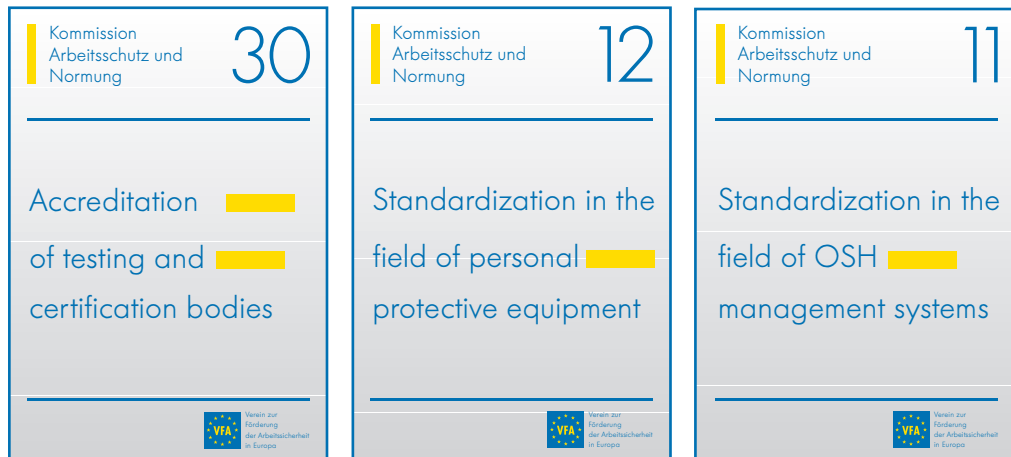 Kommission
Arbeitsschutz und
Normung
30
Accreditation
of testing and
certification bodies
VFA
Verein zur
Förderung
der Arbeitssicherheit
in Europa
Kommission
Arbeitsschutz und
Normung
12
Standardization in the
field of personal
protective equipment
VFA
Verein zur
Förderung
der Arbeitssicherheit
in Europa
Kommission
Arbeitsschutz und
Normung
11
Standardization in the
field of OSH
management systems
VFA
Verein zur
Förderung
der Arbeitssicherheit
in Europa